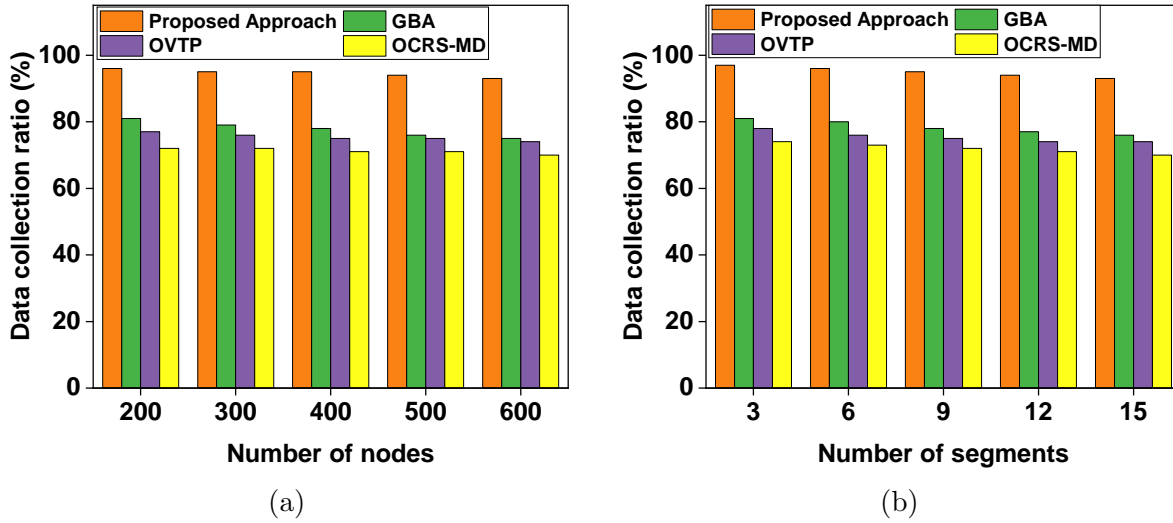 Proposed Approach GBA
OVTP OCRS-MD
Data collection ratio (%)
100
80
60
40
20
0
200 300 400 500 600
Number of nodes
(a)
Proposed Approach GBA
OVTP OCRS-MD
Data collection ratio (%)
100
80
60
40
20
0
3 6 9 12 15
Number of segments
(b)